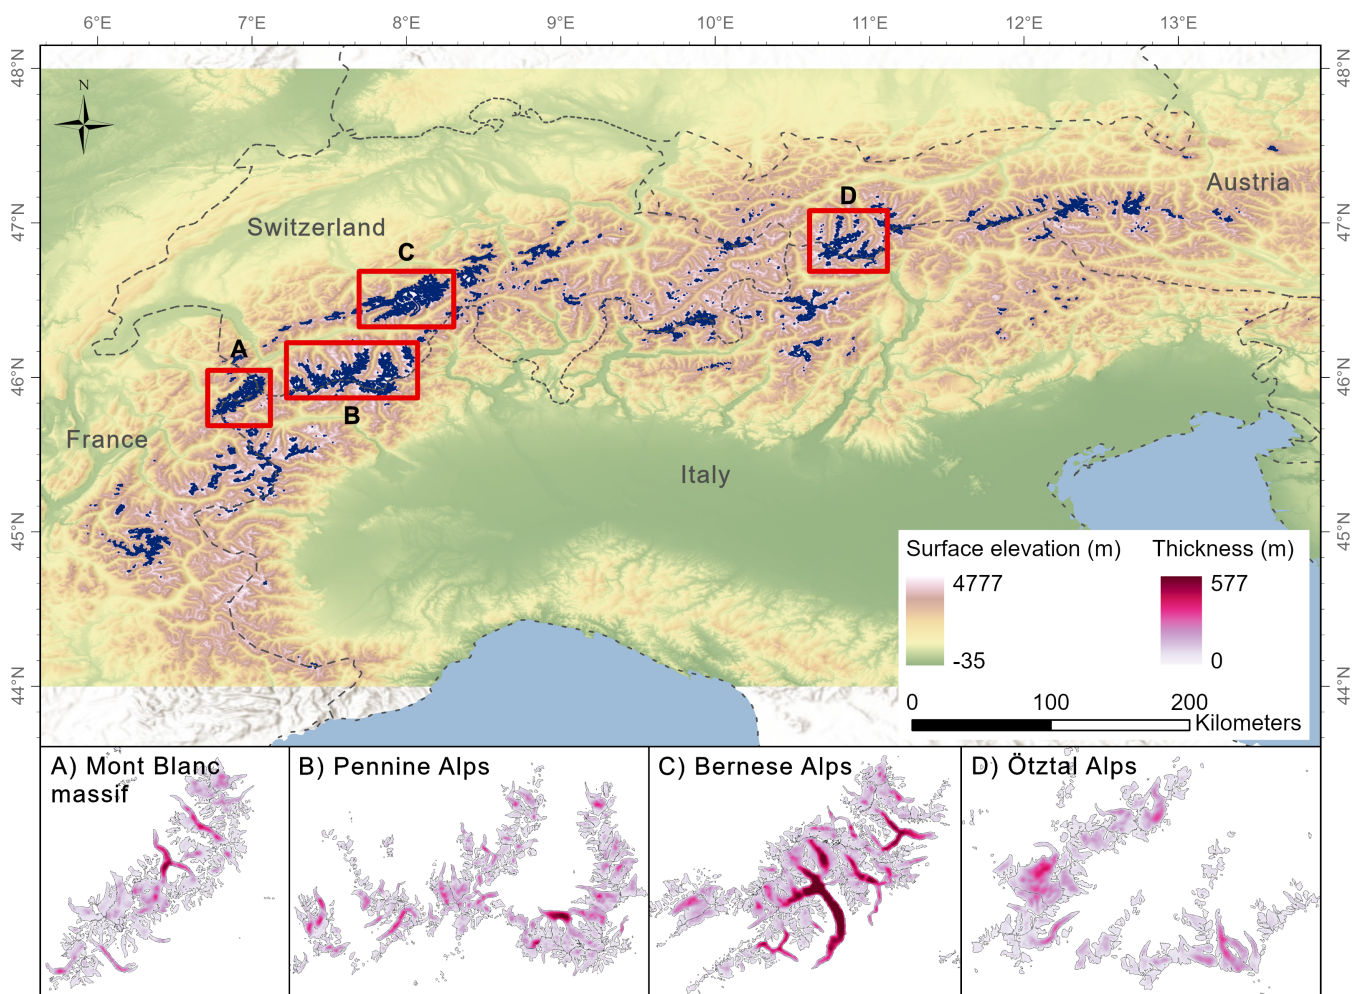 6°E 7°E 8°E 9°E 10°E 11°E 12°E 13°E
48°N 48°N
N
Austria
D
47°N 47°N
Switzerland
C
A
46°N 46°N
B
France
Italy
45°N 45°N
Surface elevation (m) Thickness (m)
4777 577
-35 0
44°N 44°N
0 100 200
Kilometers
A) Mont Blanc
massif
B) Pennine Alps
C) Bernese Alps
D) Ötztal Alps